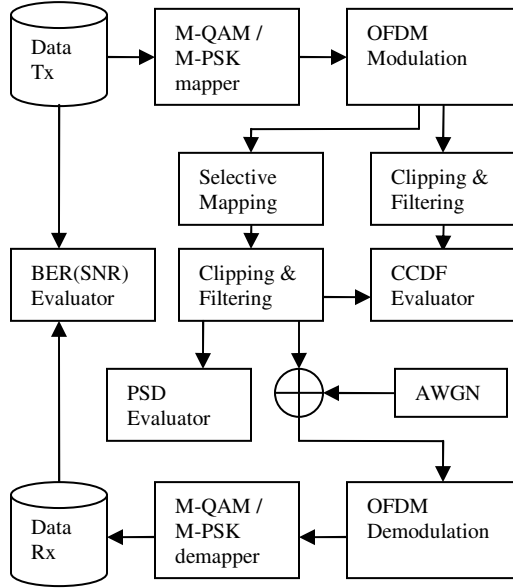 Data
Tx
M-QAM /
M-PSK
mapper
OFDM
Modulation
Selective
Mapping
Clipping &
Filtering
BER(SNR)
Evaluator
Clipping &
Filtering
CCDF
Evaluator
PSD
Evaluator
AWGN
Data
Rx
M-QAM /
M-PSK
demapper
OFDM
Demodulation